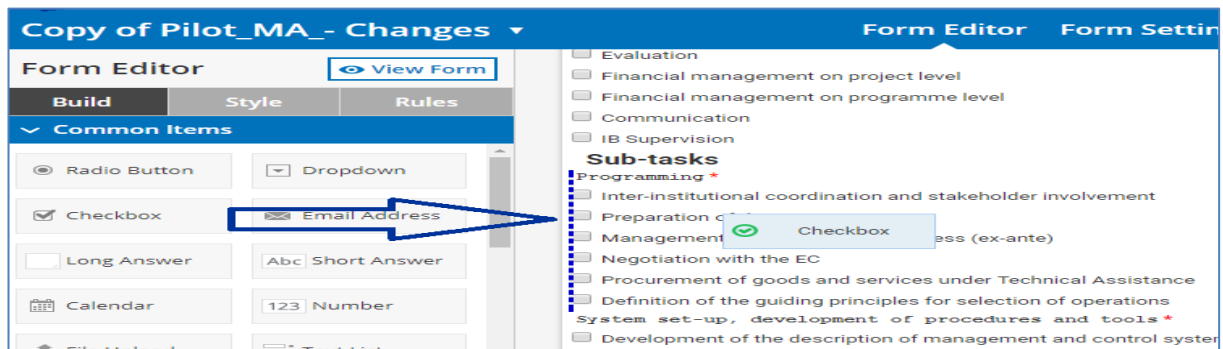 Copy of Pilot_MA_- Changes
Form Editor Form Settin
Form Editor
View Form
Build Style Rules
Common Items
Radio Button
Dropdown
Checkbox
Email Address
Long Answer
Abc Short Answer
Calendar
123 Number
Evaluation
Financial management on project level
Financial management on programme level
Communication
IB Supervision
Sub-tasks
Programming *
Inter-institutional coordination and stakeholder involvement
Preparation
Checkbox
Management ess (ex-ante)
Negotiation with the EC
Procurement of goods and services under Technical Assistance
Definition of the guiding principles for selection of operations
System set-up, development of procedures and tools *
Development of the description of management and control system